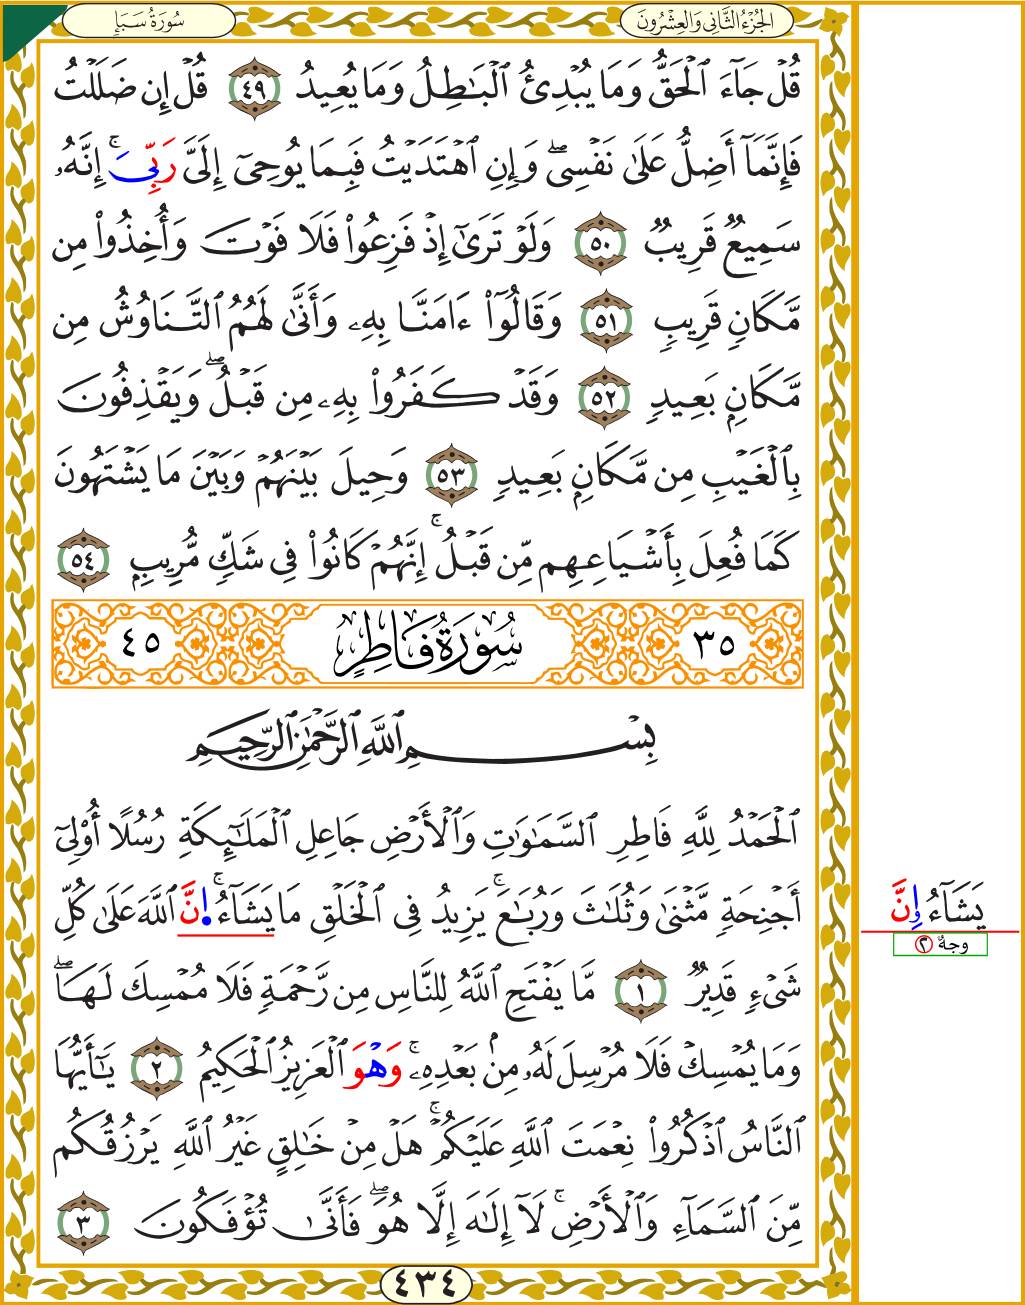 الجُزْءُ الثَّانِي وَالعِشْرُونَ
سُورَةُ سَبَإٍ
قُلۡ جَآءَ ٱلۡحَقُّ وَمَا يُبۡدِئُ ٱلۡبَٰطِلُ وَمَا يُعِيدُ ٤٩ قُلۡ إِن ضَلَلۡتُ
فَإِنَّمَآ أَضِلُّ عَلَىٰ نَفۡسِيۖ وَإِنِ ٱهۡتَدَيۡتُ فَبِمَا يُوحِيٓ إِلَيَّ رَبِّيَۚ إِنَّهُۥ
سَمِيعٞ قَرِيبٞ ٥٠ وَلَوۡ تَرَىٰٓ إِذۡ فَزِعُواْ فَلَا فَوۡتَ وَأُخِذُواْ مِن
مَّكَانٖ قَرِيبٖ ٥١ وَقَالُوٓاْ ءَامَنَّا بِهِۦ وَأَنَّىٰ لَهُمُ ٱلتَّنَاوُشُ مِن
مَّكَانِۭ بَعِيدٖ ٥٢ وَقَدۡ كَفَرُواْ بِهِۦ مِن قَبۡلُۖ وَيَقۡذِفُونَ
بِٱلۡغَيۡبِ مِن مَّكَانِۭ بَعِيدٖ ٥٣ وَحِيلَ بَيۡنَهُمۡ وَبَيۡنَ مَا يَشۡتَهُونَ
كَمَا فُعِلَ بِأَشۡيَاعِهِم مِّن قَبۡلُۚ إِنَّهُمۡ كَانُواْ فِي شَكّٖ مُّرِيبِۭ ٥٤
٣٥ سُورَةُ فَاطِرٍ ٤٥
بِسۡمِ ٱللَّهِ ٱلرَّحۡمَٰنِ ٱلرَّحِيمِ
ٱلۡحَمۡدُ لِلَّهِ فَاطِرِ ٱلسَّمَٰوَٰتِ وَٱلۡأَرۡضِ جَاعِلِ ٱلۡمَلَٰٓئِكَةِ رُسُلًا أُوْلِيٓ
أَجۡنِحَةٖ مَّثۡنَىٰ وَثُلَٰثَ وَرُبَٰعَۚ يَزِيدُ فِي ٱلۡخَلۡقِ مَا يَشَآءُۚ اِ۬نَّ ٱللَّهَ عَلَىٰ كُلِّ
شَيۡءٖ قَدِيرٞ ١ مَّا يَفۡتَحِ ٱللَّهُ لِلنَّاسِ مِن رَّحۡمَةٖ فَلَا مُمۡسِكَ لَهَاۖ
وَمَا يُمۡسِكۡ فَلَا مُرۡسِلَ لَهُۥ مِنۢ بَعۡدِهِۦۚ وَهۡوَ ٱلۡعَزِيزُ ٱلۡحَكِيمُ ٢ يَٰٓأَيُّهَا
ٱلنَّاسُ ٱذۡكُرُواْ نِعۡمَتَ ٱللَّهِ عَلَيۡكُمۡۚ هَلۡ مِنۡ خَٰلِقٍ غَيۡرُ ٱللَّهِ يَرۡزُقُكُم
مِّنَ ٱلسَّمَآءِ وَٱلۡأَرۡضِۚ لَآ إِلَٰهَ إِلَّا هُوَۖ فَأَنَّىٰ تُؤۡفَكُونَ ٣
٤٣٤
يَشَآءُ وِنَّ
وجهٌ ٢